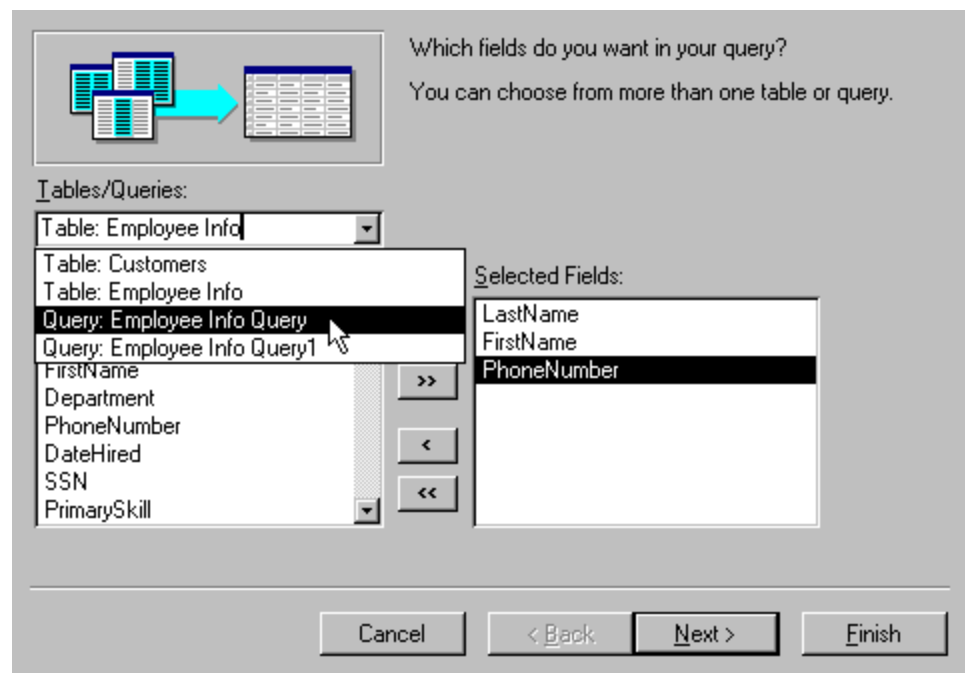 Which fields do you want in your query?
You can choose from more than one table or query.
Tables/Queries:
Table: Employee Info
Table: Customers
Table: Employee Info
Query: Employee Info Query
Query: Employee Info Query1
FirstName
Department
PhoneNumber
DateHired
SSN
PrimarySkill
>>
<
<<
Selected Fields:
LastName
FirstName
PhoneNumber
Cancel
< Back
Next >
Finish